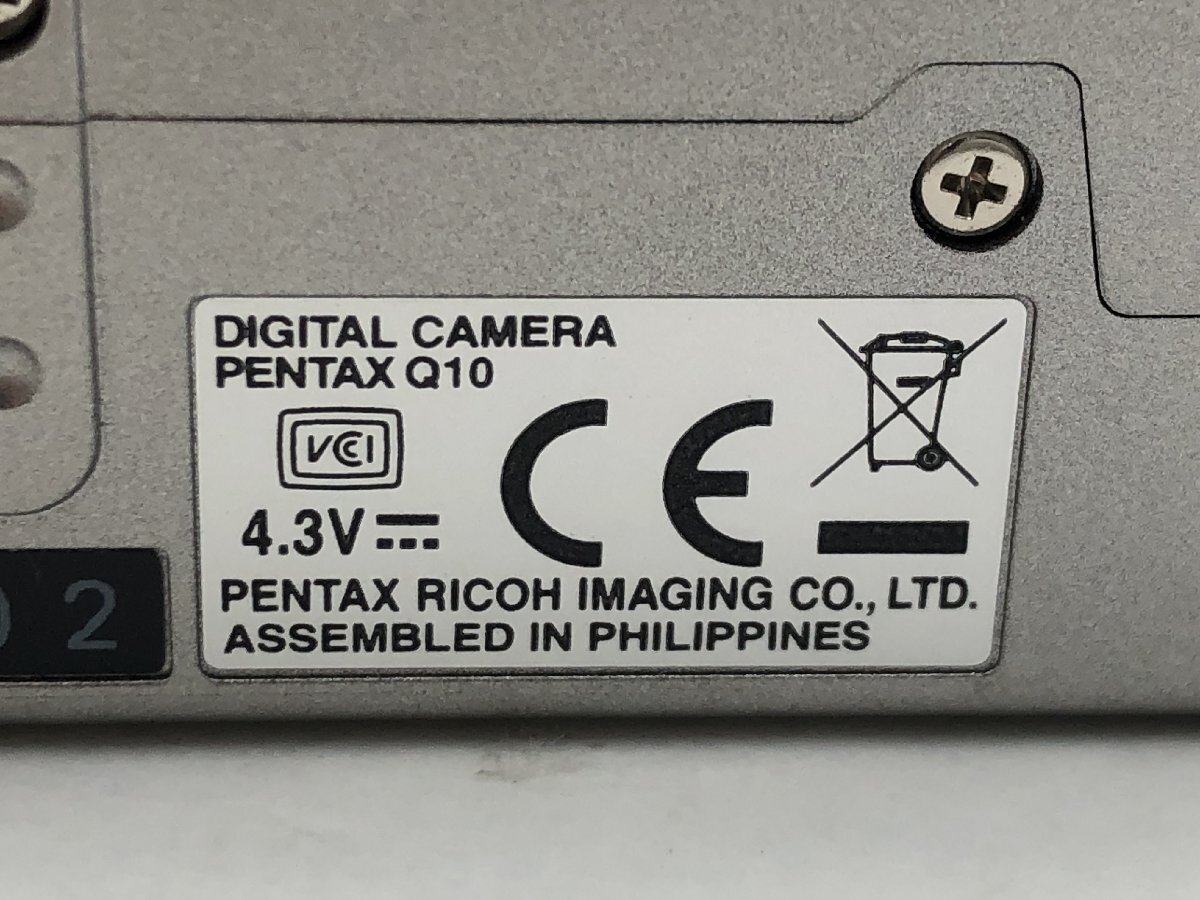 DIGITAL CAMERA
PENTAX Q10
VCCI
4.3V
CE
PENTAX RICOH IMAGING CO., LTD.
ASSEMBLED IN PHILIPPINES
2